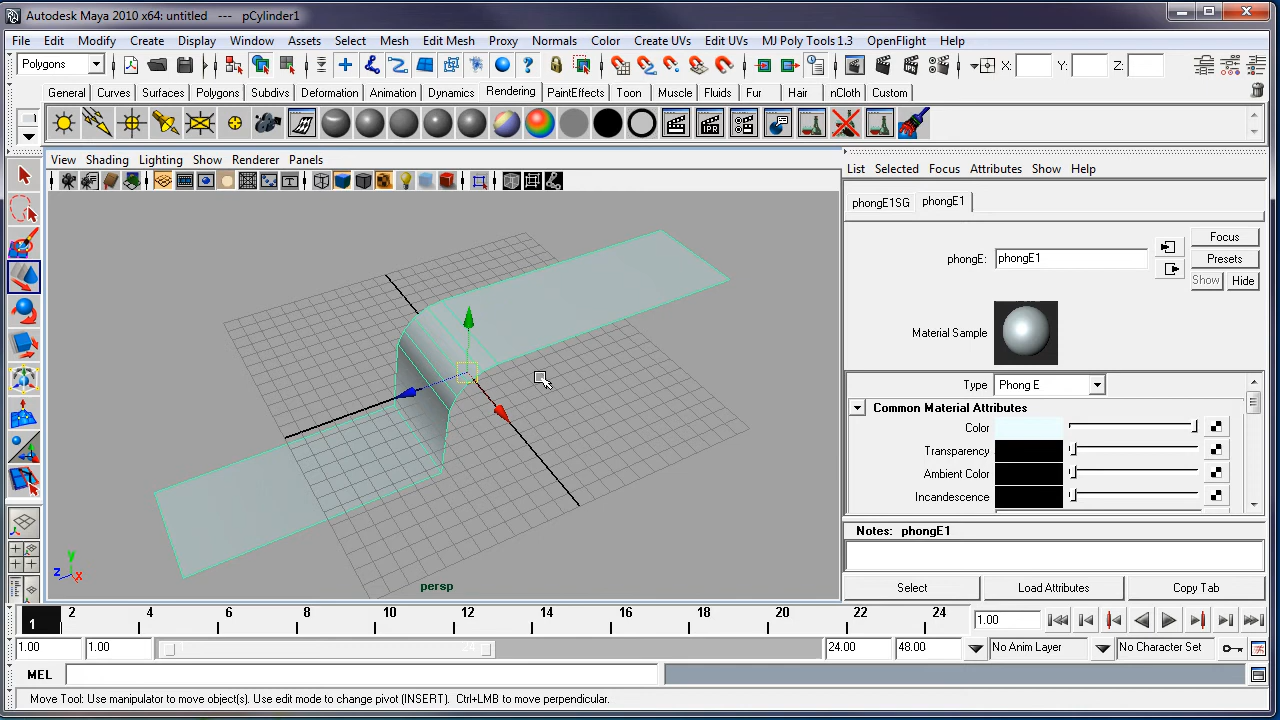 Autodesk Maya 2010 x64: untitled --- pCylinder1
File Edit Modify Create Display Window Assets Select Mesh Edit Mesh Proxy Normals Color Create UVs Edit UVs MJ Poly Tools 1.3 OpenFlight Help
Polygons X: Y: Z:
General Curves Surfaces Polygons Subdivs Deformation Animation Dynamics Rendering PaintEffects Toon Muscle Fluids Fur Hair nCloth Custom
IPR
View Shading Lighting Show Renderer Panels
List Selected Focus Attributes Show Help
phongE1SG phongE1
Focus
phongE: phongE1
Presets
Show Hide
Material Sample
Type Phong E
Common Material Attributes
Color
Transparency
Ambient Color
Incandescence
Notes: phongE1
Select Load Attributes Copy Tab
y
z x
persp
1 2 4 6 8 10 12 14 16 18 20 22 24 1.00
1.00 1.00 24 24.00 48.00 No Anim Layer No Character Set
MEL
Move Tool: Use manipulator to move object(s). Use edit mode to change pivot (INSERT). Ctrl+LMB to move perpendicular.